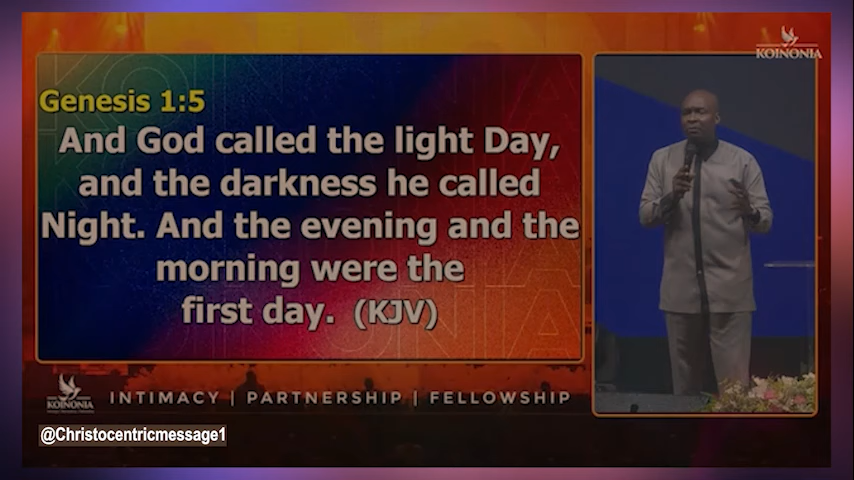 KOINONIA
Genesis 1:5
And God called the light Day,
and the darkness he called
Night. And the evening and the
morning were the
first day. (KJV)
KOINONIA
INTIMACY | PARTNERSHIP | FELLOWSHIP
@Christocentricmessage1